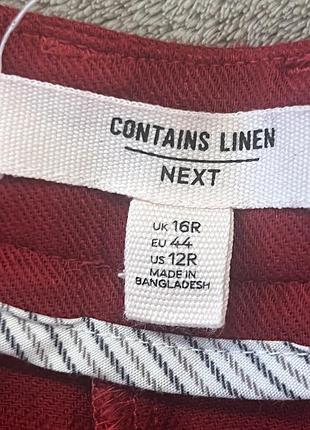 CONTAINS LINEN
NEXT
UK 16R
EU 44
US 12R
MADE IN
BANGLADESH